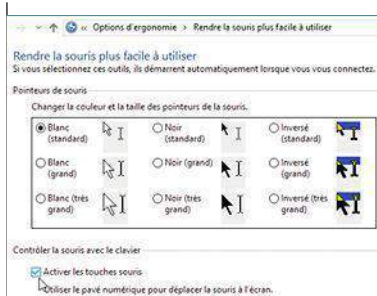 « Options d'ergonomie › Rendre la souris plus facile à utiliser
Rendre la souris plus facile à utiliser
Si vous sélectionnez ces outils, ils démarrent automatiquement lorsque vous vous connectez.
Pointeurs de souris
Changer la couleur et la taille des pointeurs de la souris.
Blanc (standard) Noir (standard) Inversé (standard)
Blanc (grand) Noir (grand) Inversé (grand)
Blanc (très grand) Noir (très grand) Inversé (très grand)
Contrôler la souris avec le clavier
Activer les touches souris
Utiliser le pavé numérique pour déplacer la souris à l'écran.